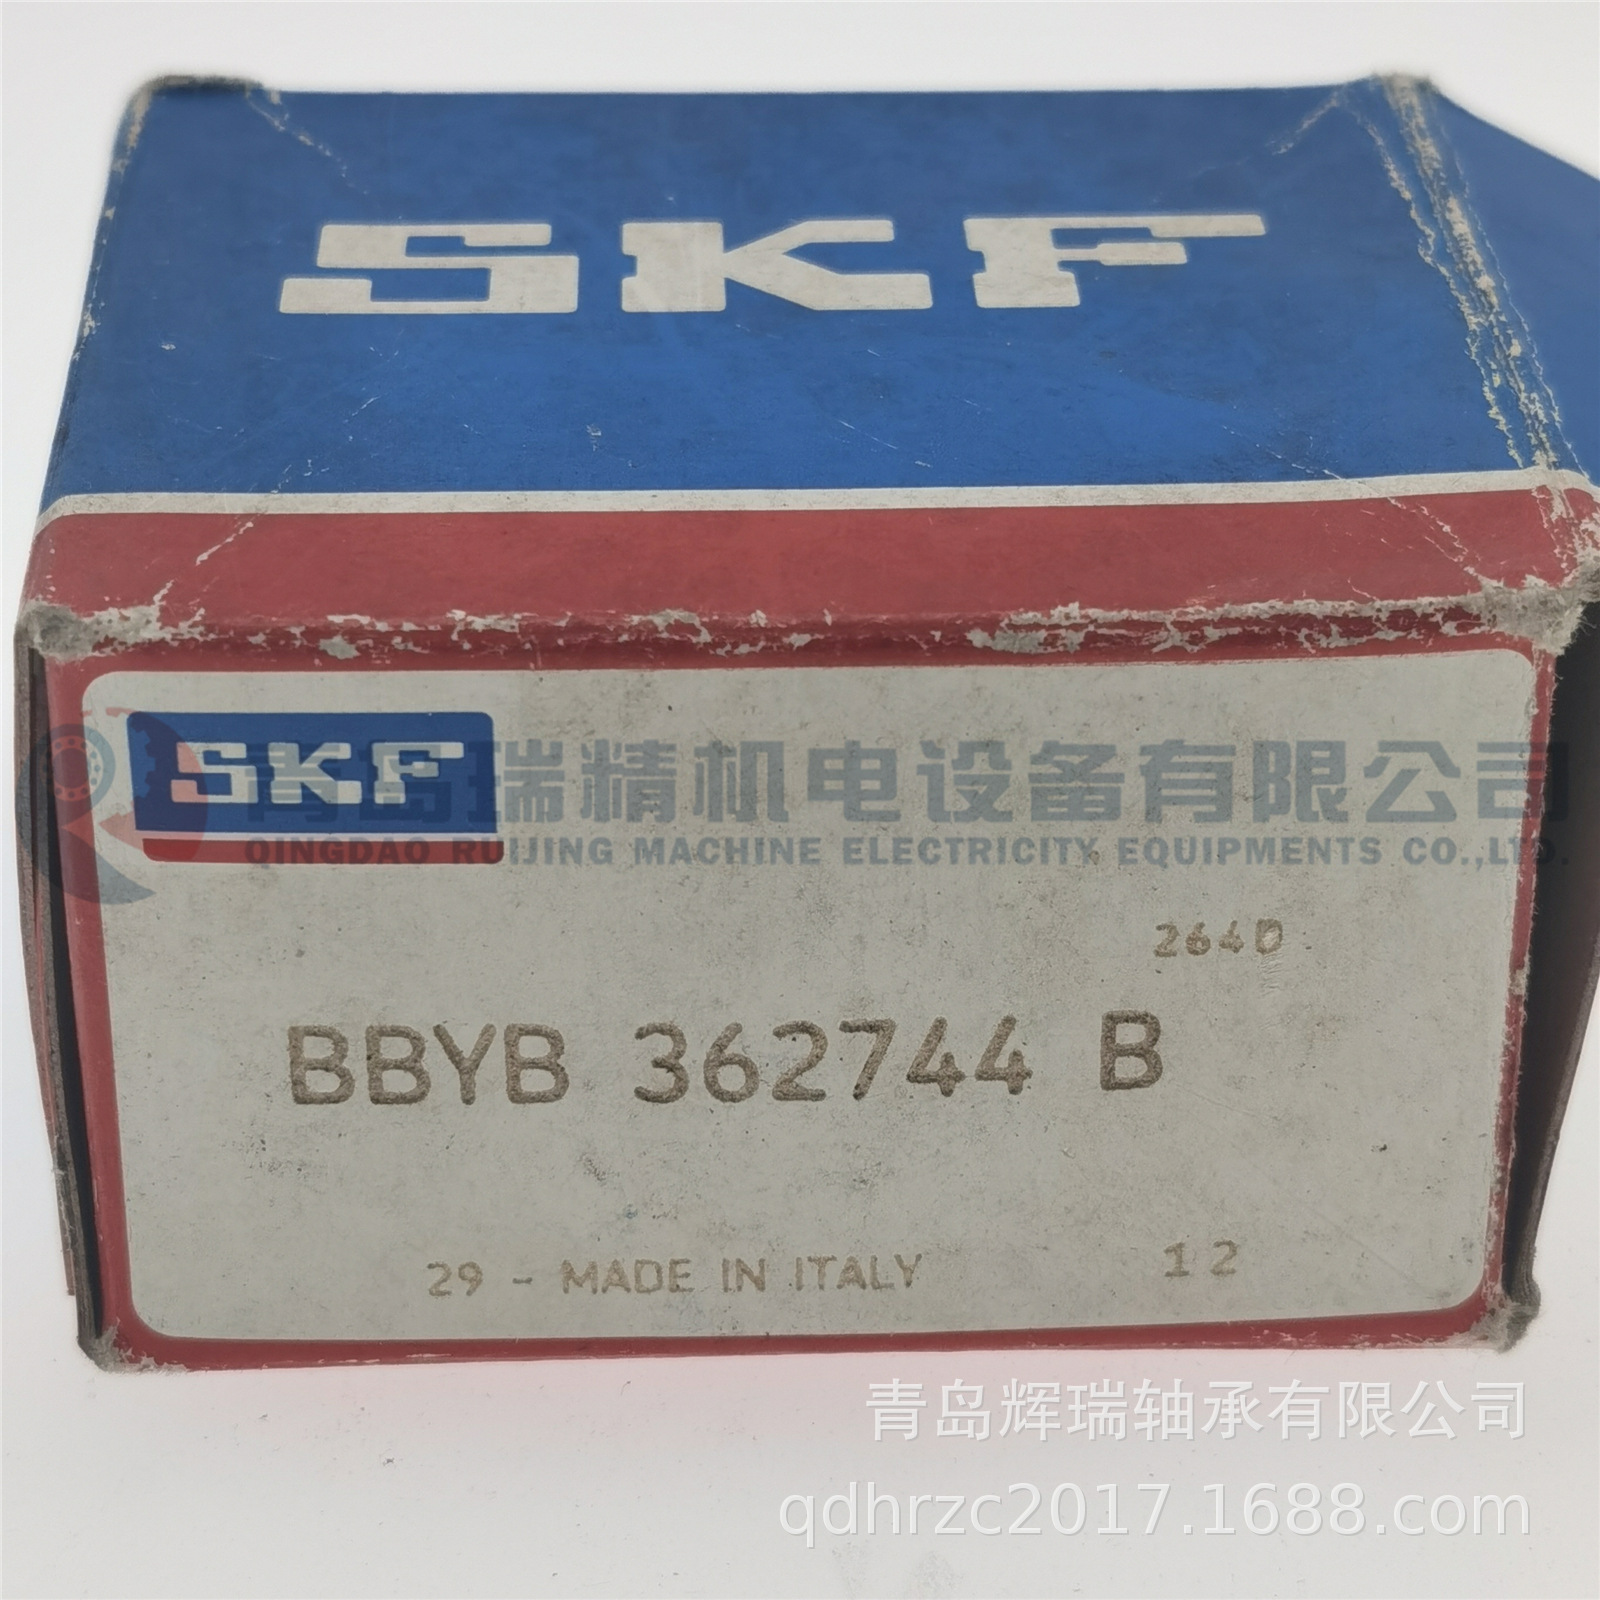 SKF
SKF
青岛瑞精机电设备有限公司
QINGDAO RUIJING MACHINE ELECTRICITY EQUIPMENTS CO.,LTD.
264D
BBYB 362744 B
29 - MADE IN ITALY 12
青岛辉瑞轴承有限公司
qdhrzc2017.1688.com